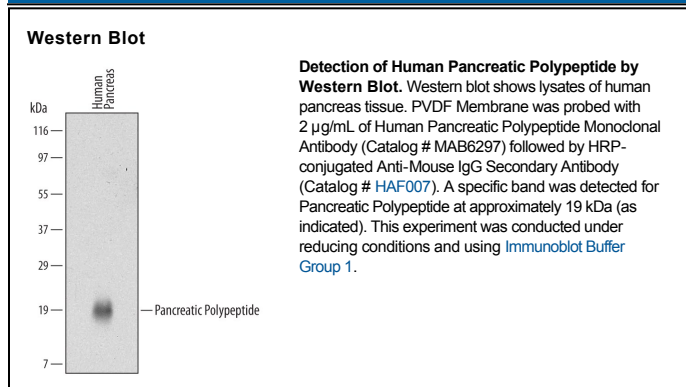 Western Blot
Human
Pancreas
kDa
116
97
55
37
29
19
7
Pancreatic Polypeptide
Detection of Human Pancreatic Polypeptide by
Western Blot. Western blot shows lysates of human
pancreas tissue. PVDF Membrane was probed with
2 µg/mL of Human Pancreatic Polypeptide Monoclonal
Antibody (Catalog # MAB6297) followed by HRP-
conjugated Anti-Mouse IgG Secondary Antibody
(Catalog # HAF007). A specific band was detected for
Pancreatic Polypeptide at approximately 19 kDa (as
indicated). This experiment was conducted under
reducing conditions and using Immunoblot Buffer
Group 1.